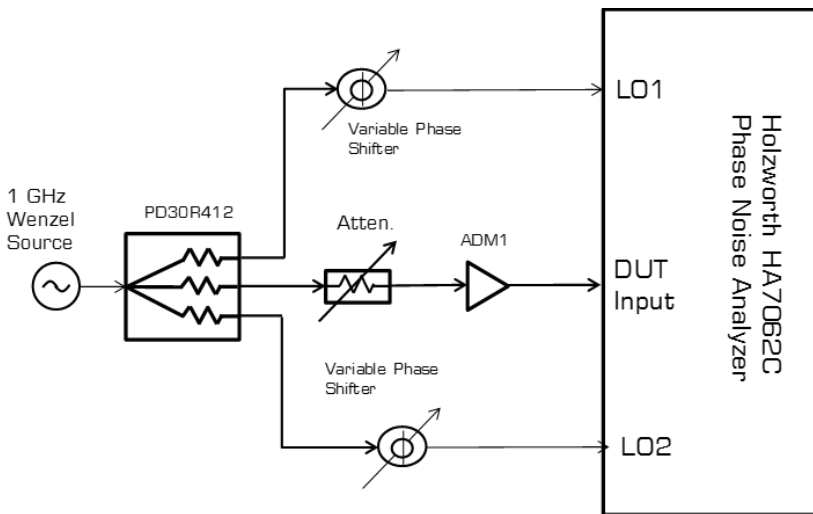 LO1
Variable Phase
Shifter
1 GHz
Wenzel
Source
PD30R412
Atten.
ADM1
DUT
Input
Variable Phase
Shifter
LO2
Holzworth HA7062C
Phase Noise Analyzer